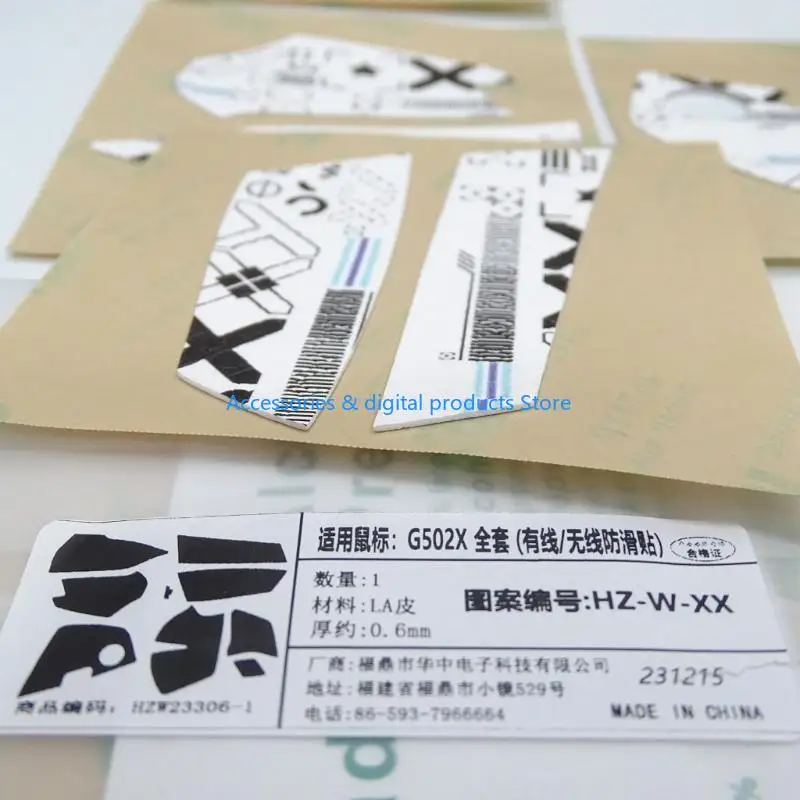 Accessories & digital products Store
适用鼠标: G502X 全套 (有线/无线防滑贴)
合格证
数量:1
材料:LA皮
厚约:0.6mm
图案编号:HZ-W-XX
商品编码: HZW23306-1
厂商:福鼎市华中电子科技有限公司
地址:福建省福鼎市小镜529号
电话:86-593-7966664
231215
MADE IN CHINA